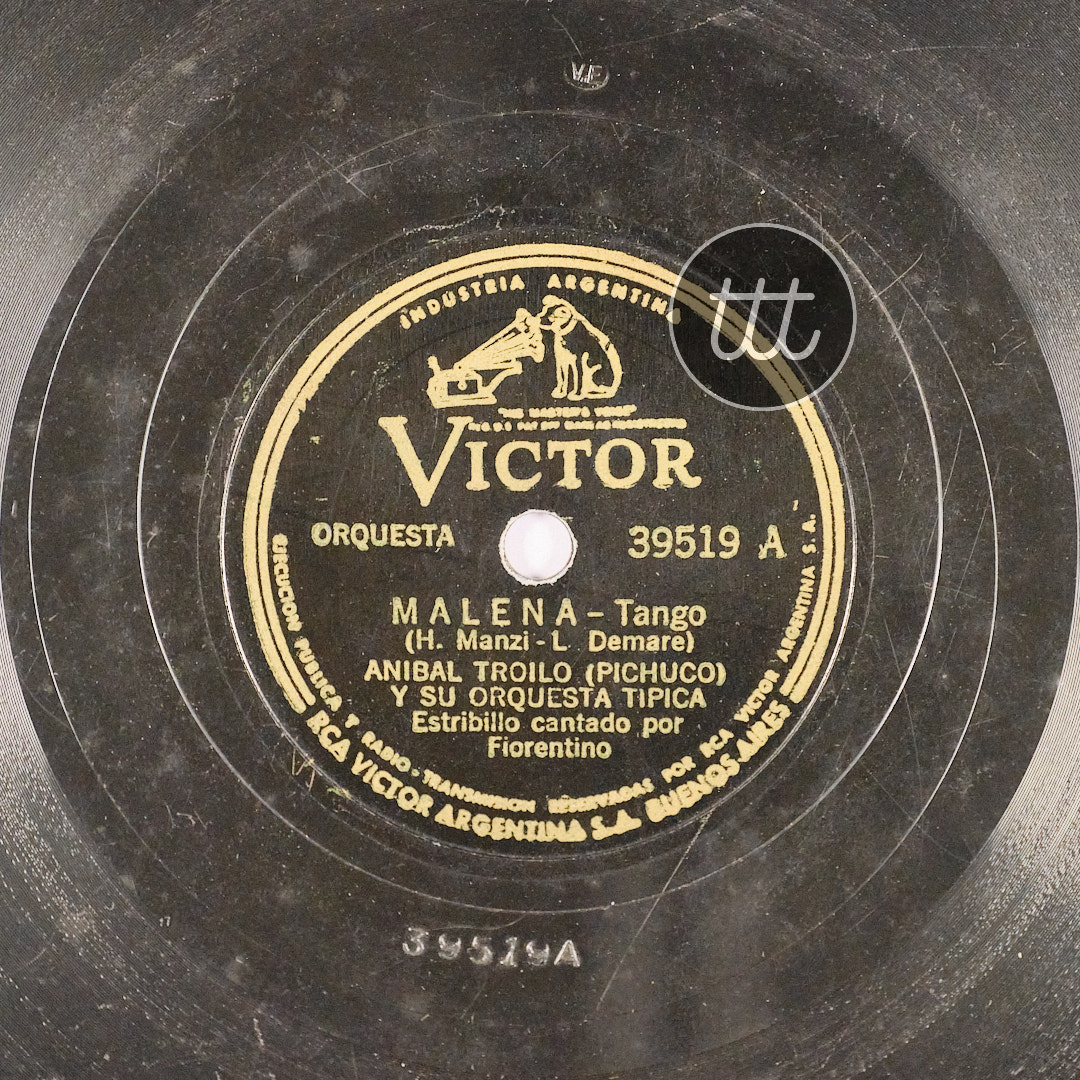 V.E
INDUSTRIA ARGENTINA
ttt
"HIS MASTER'S VOICE"
VICTOR
ORQUESTA
39519 A
MALENA - Tango
(H. Manzi - L. Demare)
ANIBAL TROILO (PICHUCO)
Y SU ORQUESTA TIPICA
Estribillo cantado por
Fiorentino
EJECUCION PUBLICA Y RADIO-TRANSMISION RESERVADAS POR RCA VICTOR ARGENTINA S.A.
RCA VICTOR ARGENTINA S.A. BUENOS AIRES
39519A